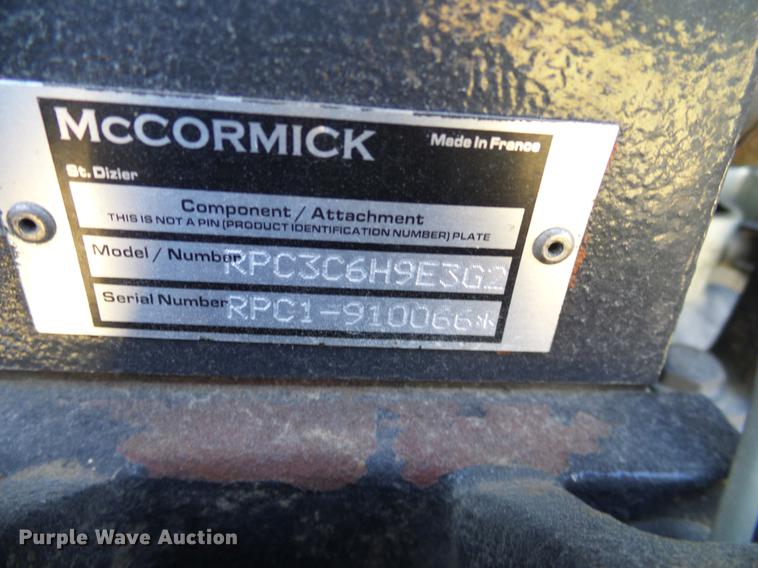 McCORMICK
Made in France
St. Dizier
Component / Attachment
THIS IS NOT A PIN (PRODUCT IDENTIFICATION NUMBER) PLATE
Model / Number RPC3C6H9E3G2
Serial Number RPC1-910066*
Purple Wave Auction